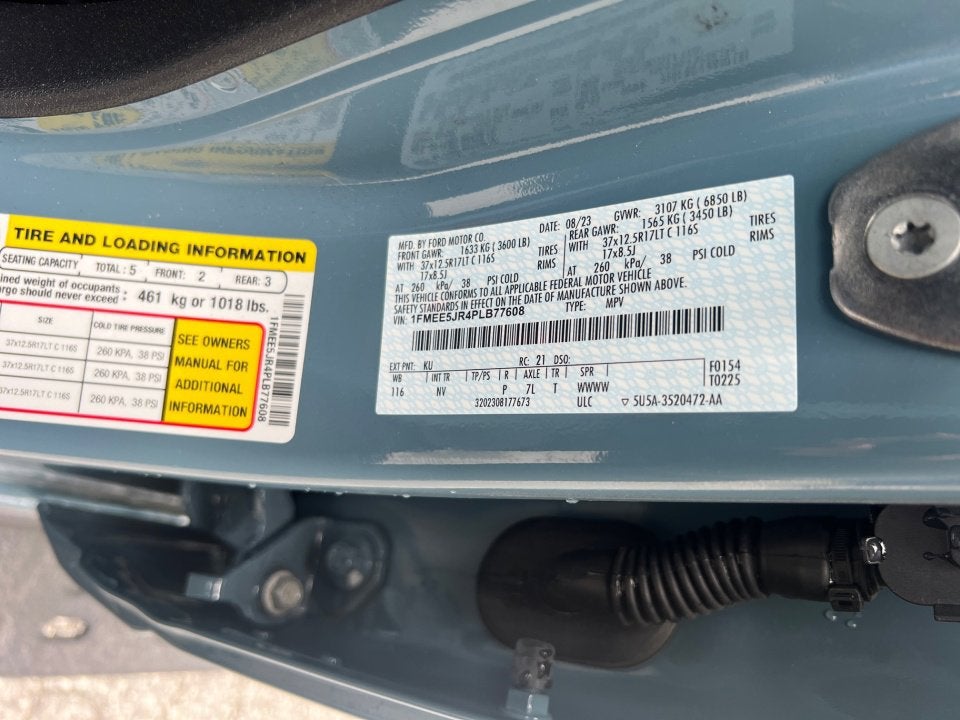 TIRE AND LOADING INFORMATION
SEATING CAPACITY TOTAL : 5 FRONT: 2 REAR: 3
ned weight of occupants :
rgo should never exceed : 461 kg or 1018 lbs.
SIZE COLD TIRE PRESSURE
37x12.5R17LT C 116S 260 KPA, 38 PSI
37x12.5R17LT C 116S 260 KPA, 38 PSI
37x12.5R17LT C 116S 260 KPA, 38 PSI
SEE OWNERS
MANUAL FOR
ADDITIONAL
INFORMATION
1FMEE5JR4PLB77608
MFD. BY FORD MOTOR CO. 08/23 GVWR: 3107 KG ( 6850 LB)
FRONT GAWR: 1633 KG (3600 LB) REAR GAWR: 1565 KG (3450 LB)
WITH 37x12.5R17LT C 116S TIRES WITH 37x12.5R17LT C 116S TIRES
17x8.5J RIMS 17x8.5J RIMS
AT 260 kPa/ 38 PSI COLD AT 260 kPa/ 38 PSI COLD
THIS VEHICLE CONFORMS TO ALL APPLICABLE FEDERAL MOTOR VEHICLE
SAFETY STANDARDS IN EFFECT ON THE DATE OF MANUFACTURE SHOWN ABOVE.
VIN: 1FMEE5JR4PLB77608 TYPE: MPV
EXT PNT: KU RC: 21 DSO:
WB INT TR TP/PS R AXLE TR SPR F0154
116 NV P 7L T WWWW T0225
3202308177673 ULC ▽ 5U5A-3520472-AA